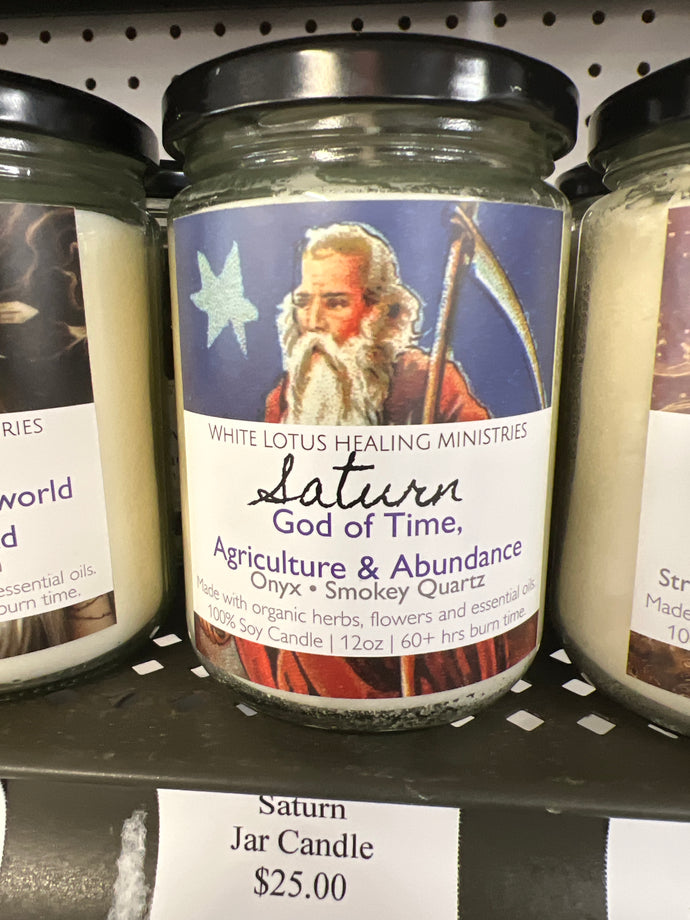 RIES
world
d
essential oils.
burn time.
WHITE LOTUS HEALING MINISTRIES
Saturn
God of Time,
Agriculture & Abundance
Onyx • Smokey Quartz
Made with organic herbs, flowers and essential oils.
100% Soy Candle | 12oz | 60+ hrs burn time.
Str
Made
10
Saturn
Jar Candle
$25.00